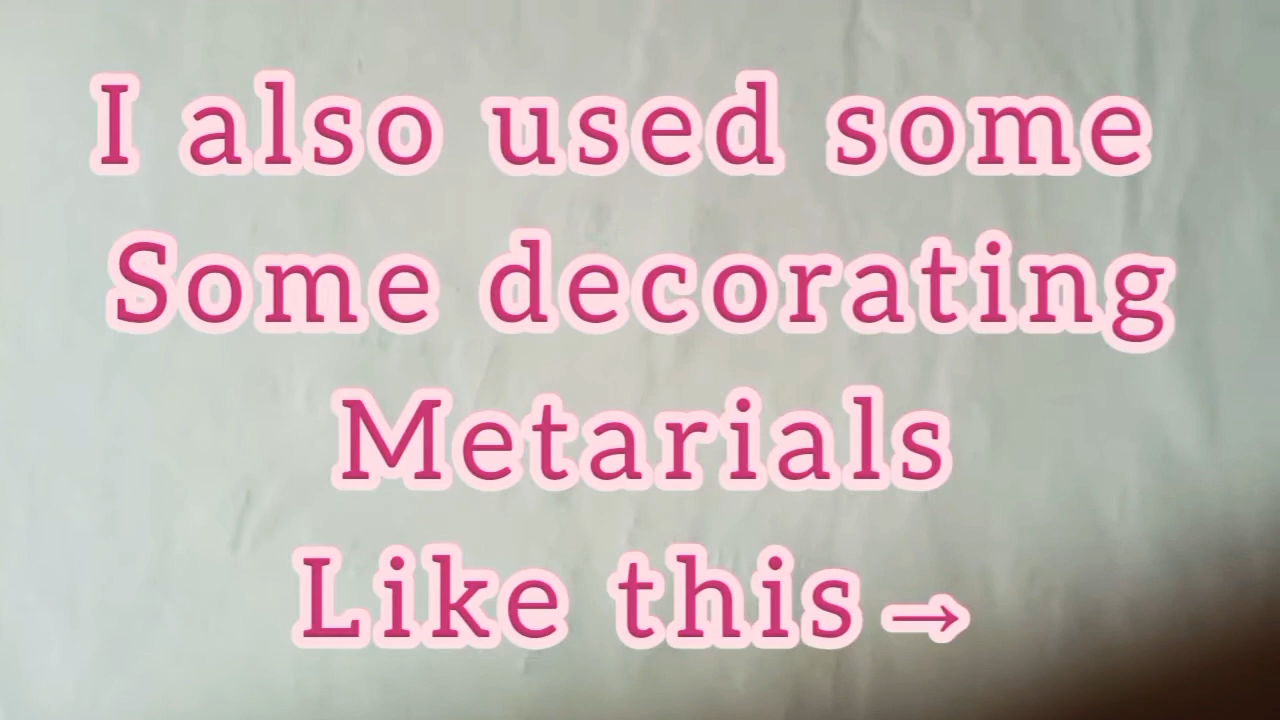 I also used some
Some decorating
Metarials
Like this→